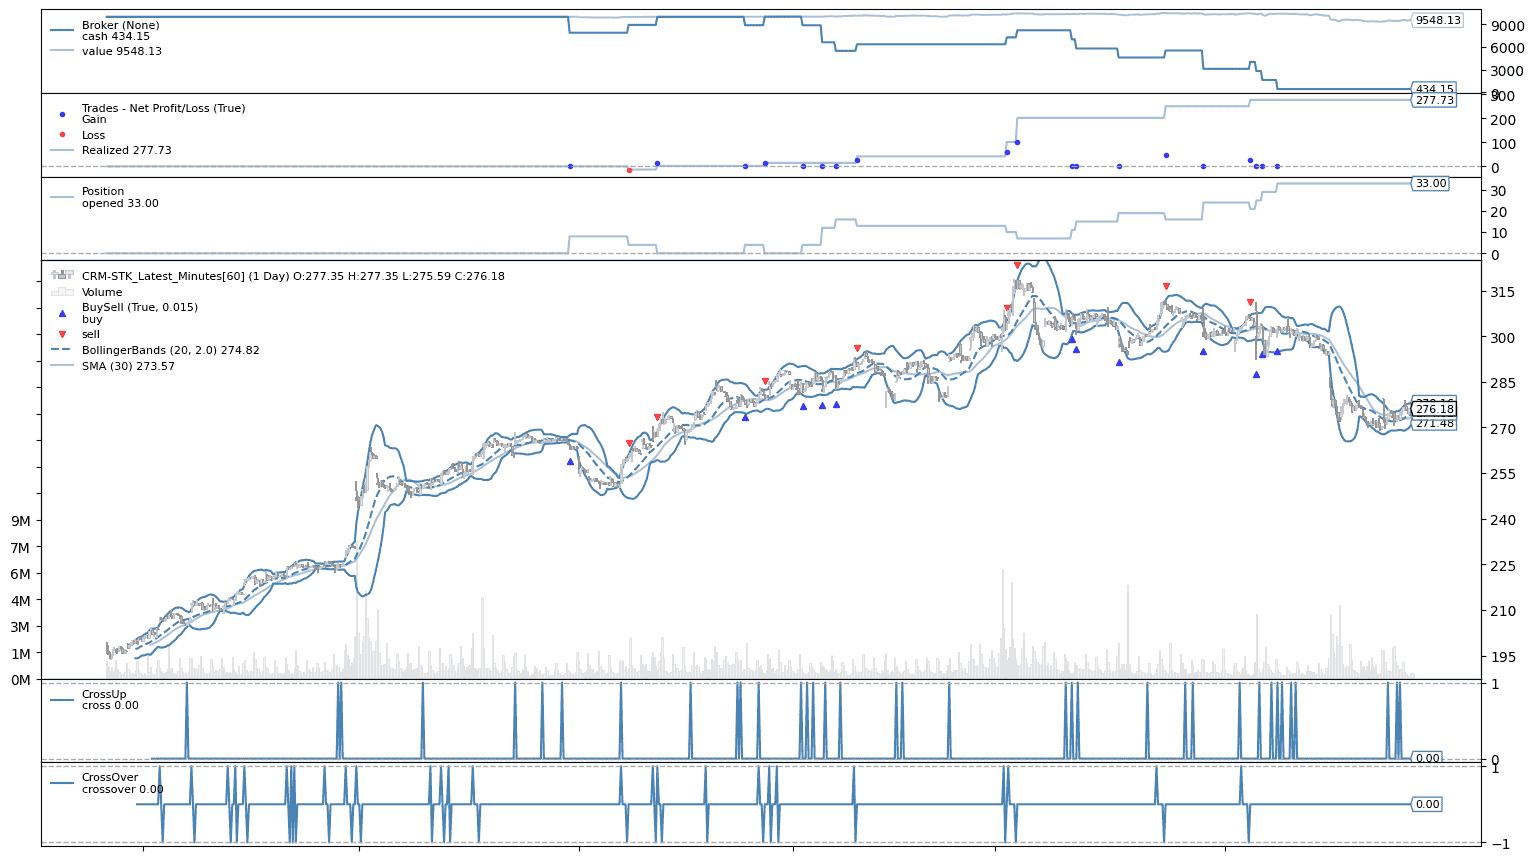 Broker (None)
cash 434.15
value 9548.13
9548.13
9000
6000
3000
0
434.15
Trades - Net Profit/Loss (True)
Gain
Loss
Realized 277.73
300
277.73
200
100
0
Position
opened 33.00
33.00
30
20
10
0
CRM-STK_Latest_Minutes[60] (1 Day) O:277.35 H:277.35 L:275.59 C:276.18
Volume
BuySell (True, 0.015)
buy
sell
BollingerBands (20, 2.0) 274.82
SMA (30) 273.57
315
300
285
276.18
271.48
270
255
240
225
210
195
9M
7M
6M
4M
3M
1M
0M
CrossUp
cross 0.00
1
0.00
0
CrossOver
crossover 0.00
1
0.00
−1